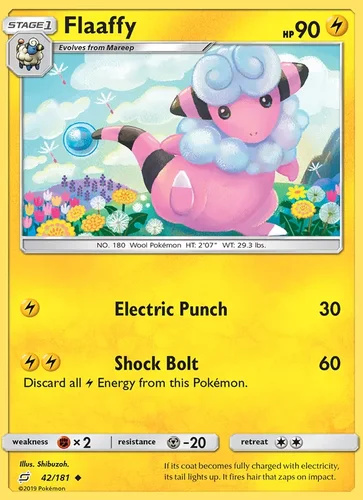 STAGE 1 Flaaffy HP 90
Evolves from Mareep
NO. 180 Wool Pokémon HT: 2'07" WT: 29.3 lbs.
Electric Punch 30
Shock Bolt 60
Discard all Energy from this Pokémon.
weakness × 2 resistance -20 retreat
Illus. Shibuzoh.
42/181
©2019 Pokémon
If its coat becomes fully charged with electricity,
its tail lights up. It fires hair that zaps on impact.